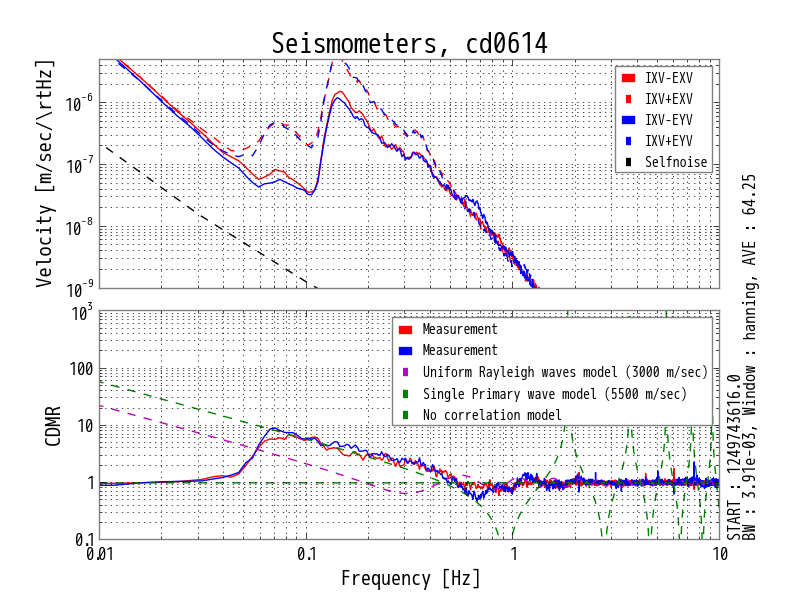 Seismometers, cd0614
Velocity [m/sec/\rtHz]
10^-6
10^-7
10^-8
10^-9
IXV-EXV
IXV+EXV
IXV-EYV
IXV+EYV
Selfnoise
CDMR
10^3
100
10
1
0.1
Measurement
Measurement
Uniform Rayleigh waves model (3000 m/sec)
Single Primary wave model (5500 m/sec)
No correlation model
0.01
0.1
1
10
Frequency [Hz]
START : 1249743616.0
BW : 3.91e-03, Window : hanning, AVE : 64.25